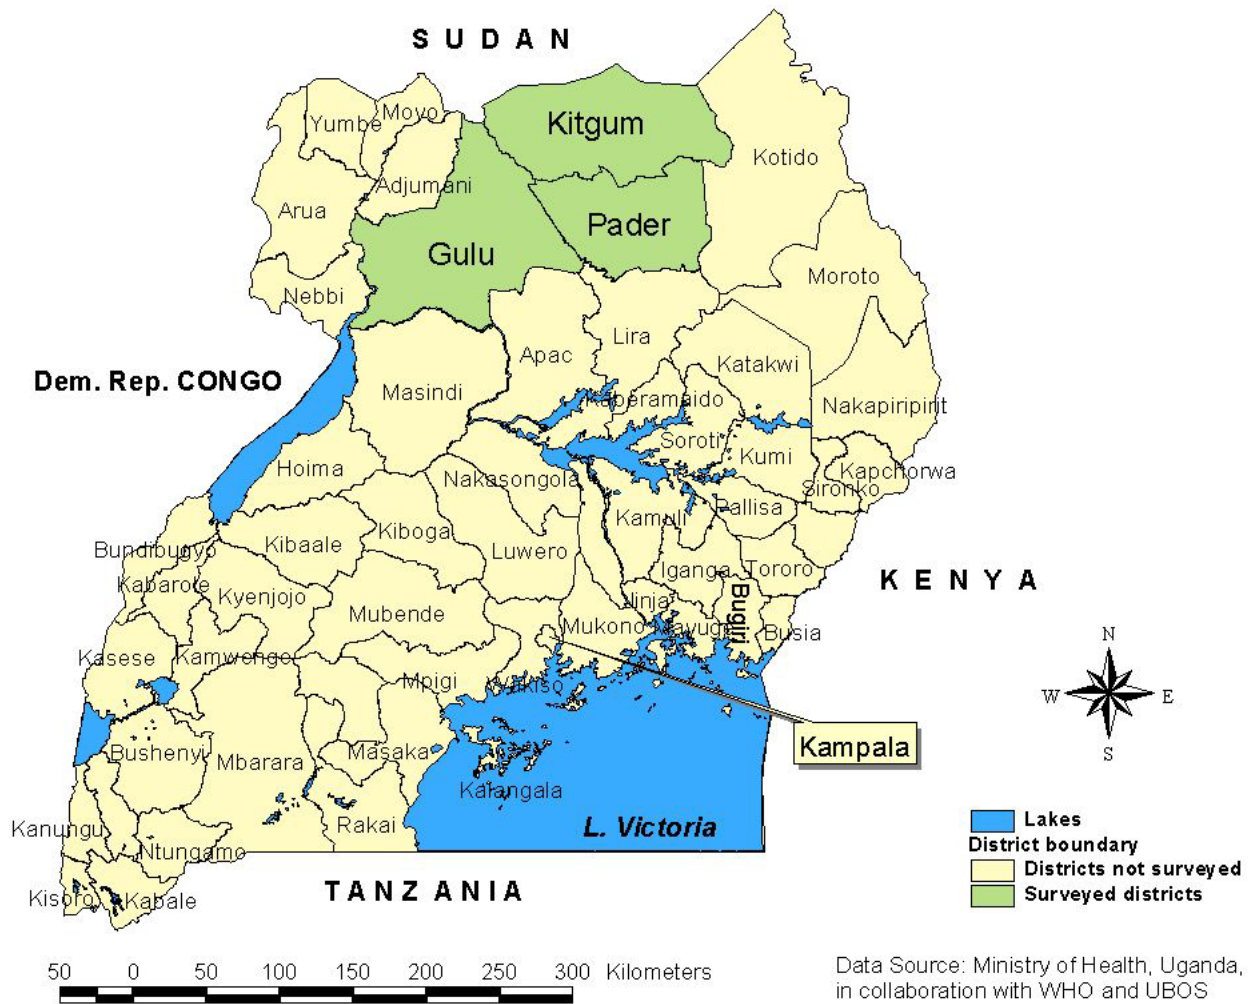 S U D A N
Kitgum
Moyo
Yumbe
Kotido
Adjumani
Arua
Pader
Gulu
Moroto
Nebbi
Lira
Apac
Katakwi
Dem. Rep. CONGO
Masindi
Kaberamaido
Nakapiripirit
Soroti
Kumi
Hoima
Nakasongola
Kapchorwa
Sironko
Pallisa
Kamuli
Kiboga
Kibaale
Bundibugyo
Luwero
Iganga
Tororo
K E N Y A
Kabarole
Kyenjojo
Jinja
Bugiri
Mubende
Mukono
Mayuge
Busia
N
Kasese
Kamwenge
Mpigi
Wakiso
W
E
Bushenyi
Masaka
Kampala
S
Mbarara
Kalangala
Kanungu
Rakai
L. Victoria
Lakes
District boundary
Ntungamo
Districts not surveyed
Kisoro
Kabale
T A N Z A N I A
Surveyed districts
50 0 50 100 150 200 250 300 Kilometers
Data Source: Ministry of Health, Uganda,
in collaboration with WHO and UBOS